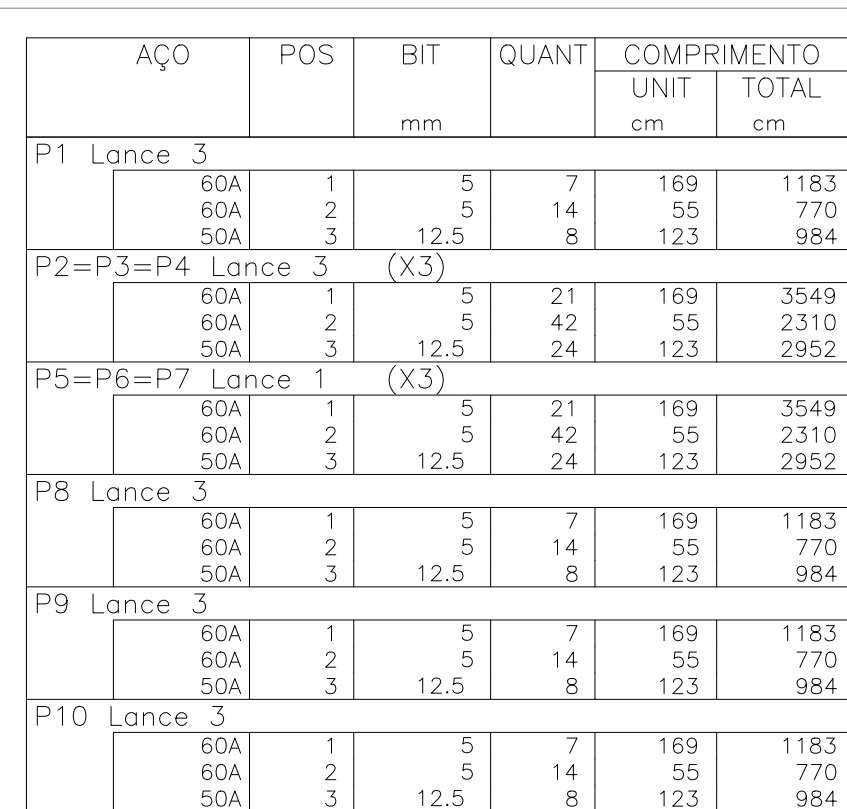 AÇO POS BIT QUANT COMPRIMENTO
UNIT TOTAL
mm cm cm
P1 Lance 3
60A 1 5 7 169 1183
60A 2 5 14 55 770
50A 3 12.5 8 123 984
P2=P3=P4 Lance 3 (X3)
60A 1 5 21 169 3549
60A 2 5 42 55 2310
50A 3 12.5 24 123 2952
P5=P6=P7 Lance 1 (X3)
60A 1 5 21 169 3549
60A 2 5 42 55 2310
50A 3 12.5 24 123 2952
P8 Lance 3
60A 1 5 7 169 1183
60A 2 5 14 55 770
50A 3 12.5 8 123 984
P9 Lance 3
60A 1 5 7 169 1183
60A 2 5 14 55 770
50A 3 12.5 8 123 984
P10 Lance 3
60A 1 5 7 169 1183
60A 2 5 14 55 770
50A 3 12.5 8 123 984